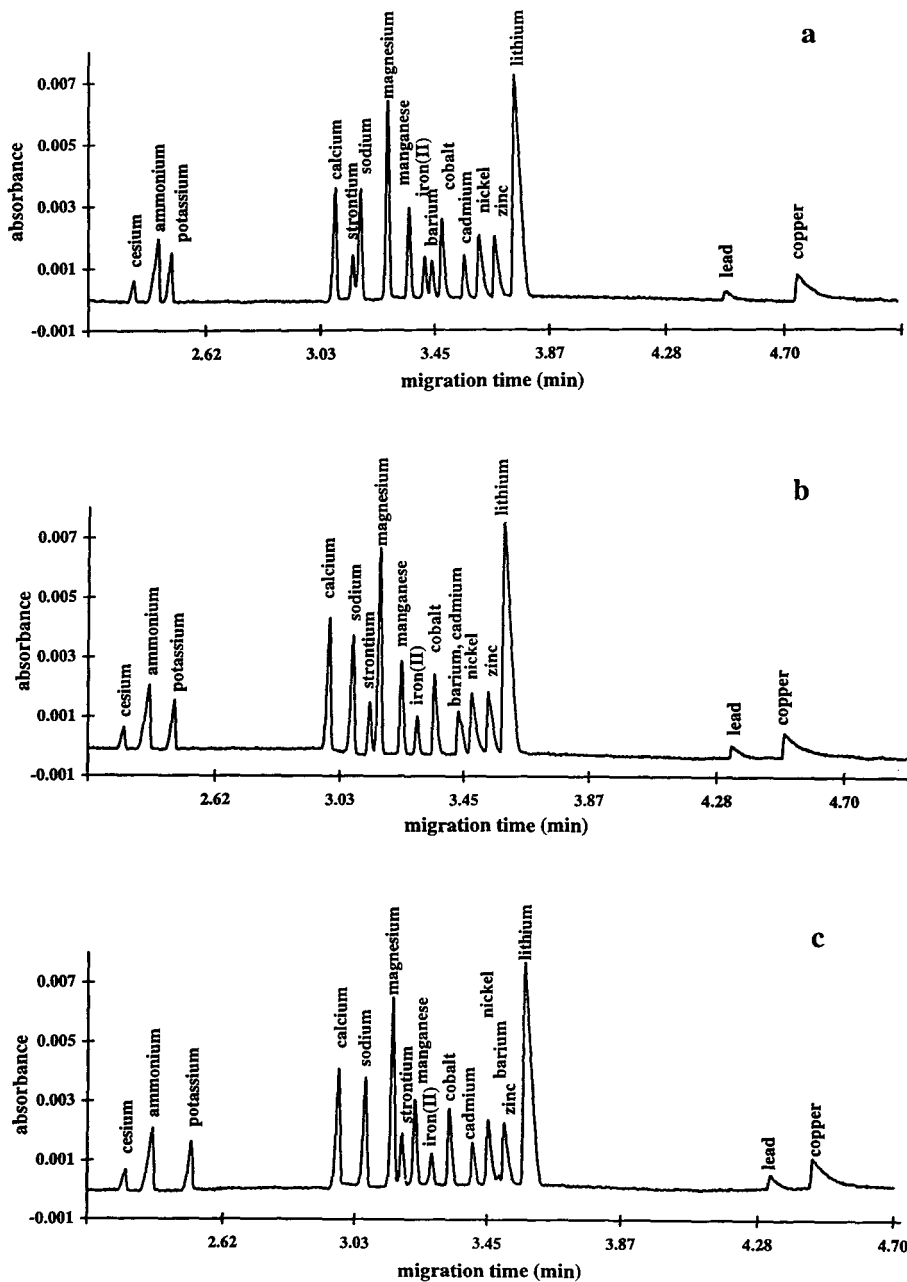 a
absorbance
0.007
0.005
0.003
0.001
-0.001
cesium
ammonium
potassium
calcium
strontium
sodium
magnesium
manganese
iron(II)
barium
cobalt
cadmium
nickel
zinc
lithium
lead
copper
2.62 3.03 3.45 3.87 4.28 4.70
migration time (min)
b
absorbance
0.007
0.005
0.003
0.001
-0.001
cesium
ammonium
potassium
calcium
sodium
strontium
magnesium
manganese
iron(II)
cobalt
barium, cadmium
nickel
zinc
lithium
lead
copper
2.62 3.03 3.45 3.87 4.28 4.70
migration time (min)
c
absorbance
0.007
0.005
0.003
0.001
-0.001
cesium
ammonium
potassium
calcium
sodium
magnesium
strontium
manganese
iron(II)
cobalt
cadmium
nickel
barium
zinc
lithium
lead
copper
2.62 3.03 3.45 3.87 4.28 4.70
migration time (min)